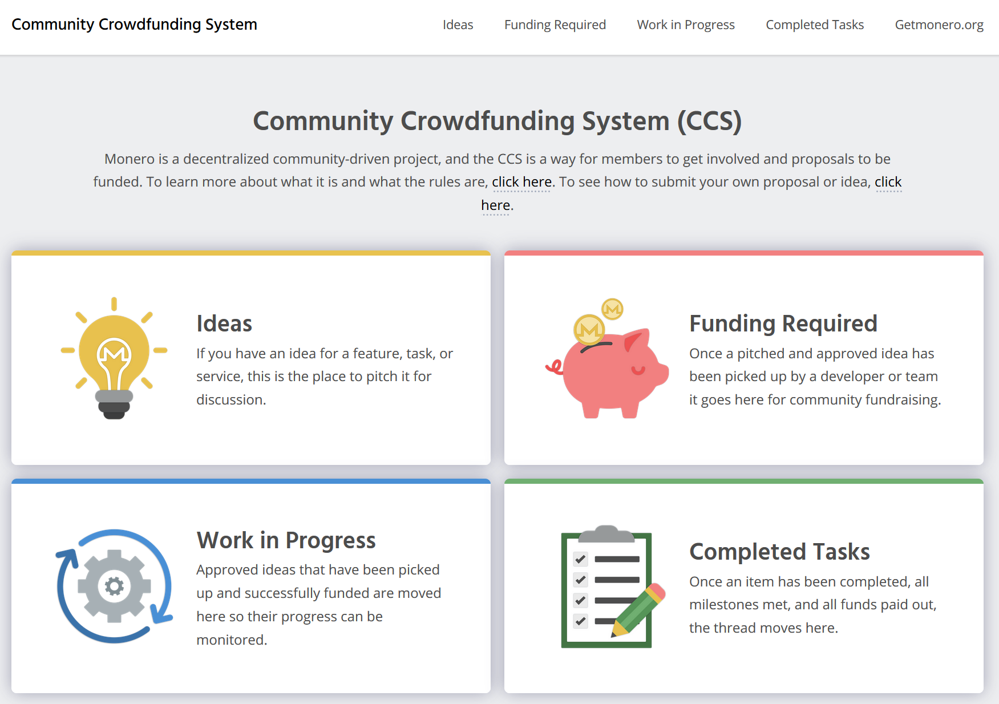 Community Crowdfunding System
Ideas
Funding Required
Work in Progress
Completed Tasks
Getmonero.org
Community Crowdfunding System (CCS)
Monero is a decentralized community-driven project, and the CCS is a way for members to get involved and proposals to be
funded. To learn more about what it is and what the rules are, click here. To see how to submit your own proposal or idea, click
here.
Ideas
If you have an idea for a feature, task, or
service, this is the place to pitch it for
discussion.
Funding Required
Once a pitched and approved idea has
been picked up by a developer or team
it goes here for community fundraising.
Work in Progress
Approved ideas that have been picked
up and successfully funded are moved
here so their progress can be
monitored.
Completed Tasks
Once an item has been completed, all
milestones met, and all funds paid out,
the thread moves here.